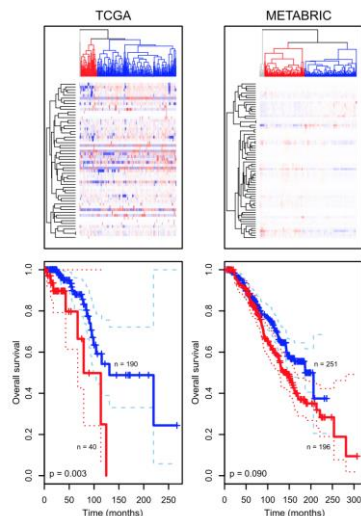 TCGA
METABRIC
Overall survival
0.0 0.2 0.4 0.6 0.8 1.0
n = 190
n = 40
p = 0.003
0 50 100 150 200 250
Time (months)
Overall survival
0.0 0.2 0.4 0.6 0.8 1.0
n = 251
n = 196
p = 0.090
0 50 100 150 200 250 300
Time (months)